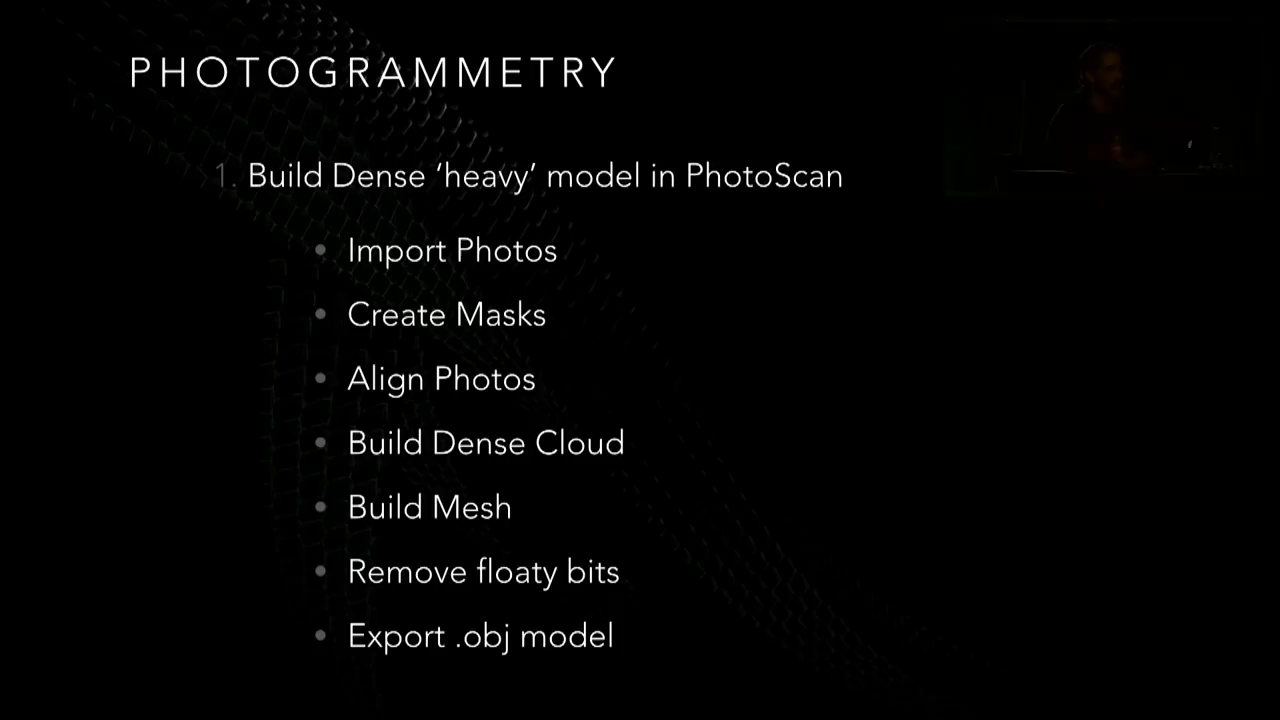 PHOTOGRAMMETRY
1. Build Dense ‘heavy’ model in PhotoScan
• Import Photos
• Create Masks
• Align Photos
• Build Dense Cloud
• Build Mesh
• Remove floaty bits
• Export .obj model